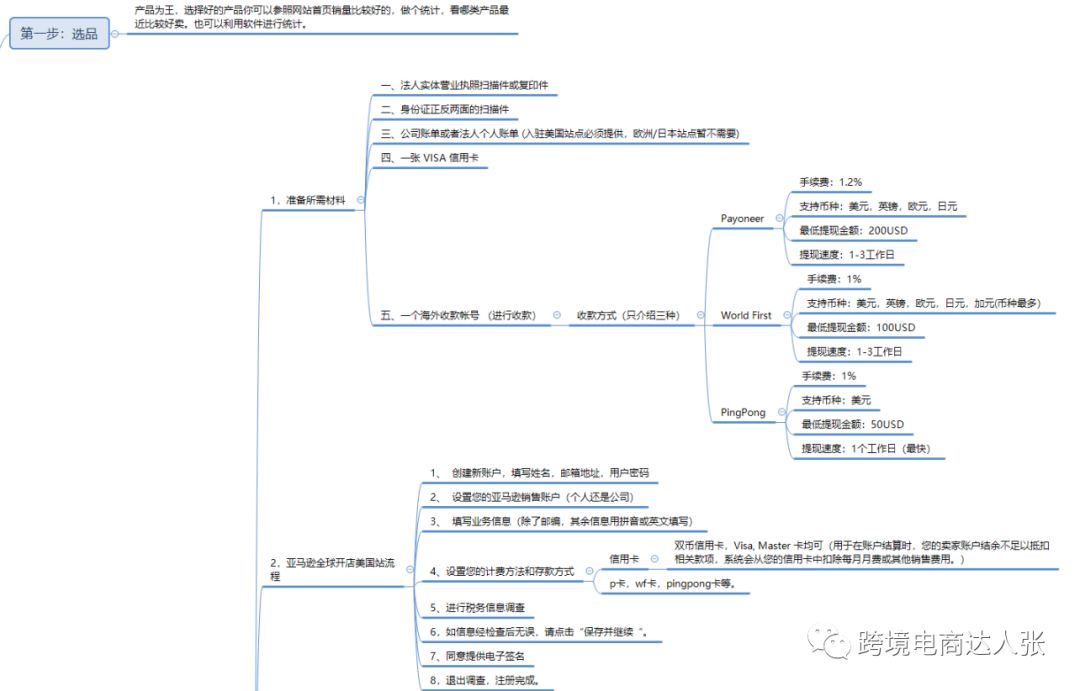 第一步：选品
产品为王，选择好的产品你可以参照网站首页销量比较好的，做个统计，看哪类产品最
近比较好卖。也可以利用软件进行统计。
1，准备所需材料
一、法人实体营业执照扫描件或复印件
二、身份证正反两面的扫描件
三、公司账单或者法人个人账单 (入驻美国站点必须提供，欧洲/日本站点暂不需要)
四、一张 VISA 信用卡
五、一个海外收款帐号 （进行收款）
收款方式（只介绍三种）
Payoneer
手续费：1.2%
支持币种：美元，英镑，欧元，日元
最低提现金额：200USD
提现速度：1-3工作日
World First
手续费：1%
支持币种：美元，英镑，欧元，日元，加元(币种最多)
最低提现金额：100USD
提现速度：1-3工作日
PingPong
手续费：1%
支持币种：美元
最低提现金额：50USD
提现速度：1个工作日（最快）
2，亚马逊全球开店美国站流
程
1、 创建新账户，填写姓名，邮箱地址，用户密码
2、 设置您的亚马逊销售账户（个人还是公司）
3、 填写业务信息（除了邮编，其余信息用拼音或英文填写）
4、设置您的计费方法和存款方式
信用卡
双币信用卡，Visa, Master 卡均可（用于在账户结算时，您的卖家账户结余不足以抵扣
相关款项，系统会从您的信用卡中扣除每月月费或其他销售费用。）
p卡，wf卡，pingpong卡等。
5、进行税务信息调查
6，如信息经检查后无误，请点击“保存并继续 “。
7、同意提供电子签名
8，退出调查，注册完成。
跨境电商达人张